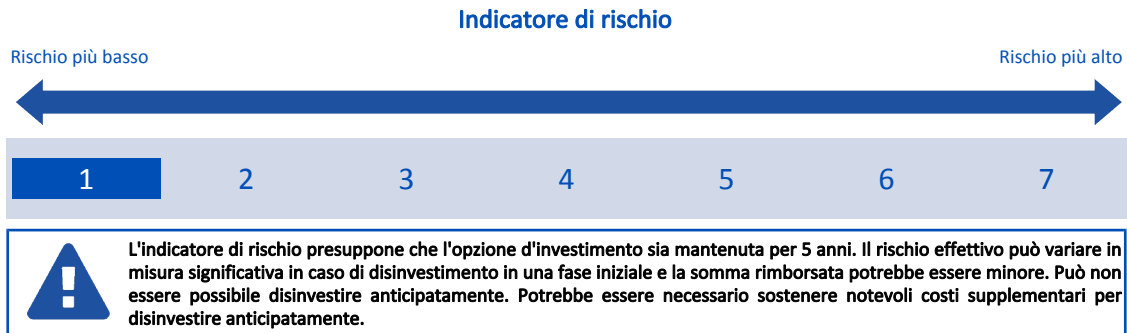 Indicatore di rischio
Rischio più basso
Rischio più alto
1 2 3 4 5 6 7
L'indicatore di rischio presuppone che l'opzione d'investimento sia mantenuta per 5 anni. Il rischio effettivo può variare in
misura significativa in caso di disinvestimento in una fase iniziale e la somma rimborsata potrebbe essere minore. Può non
essere possibile disinvestire anticipatamente. Potrebbe essere necessario sostenere notevoli costi supplementari per
disinvestire anticipatamente.